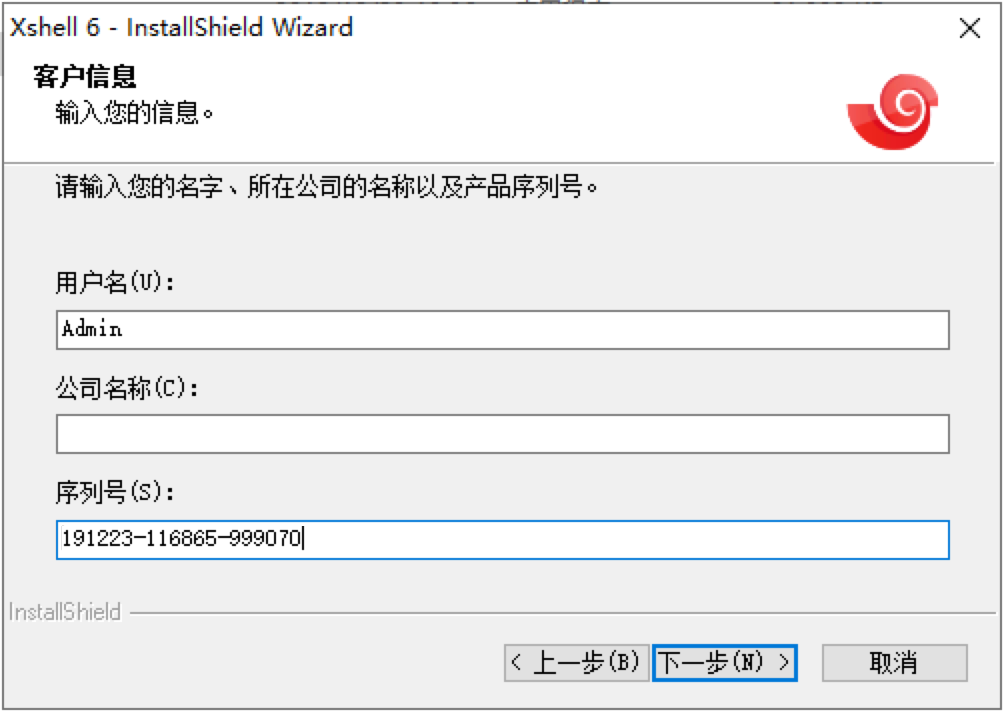 Xshell 6 - InstallShield Wizard
客户信息
输入您的信息。
请输入您的名字、所在公司的名称以及产品序列号。
用户名(U):
Admin
公司名称(C):
序列号(S):
191223-116865-999070
InstallShield
< 上一步(B) 下一步(N) > 取消